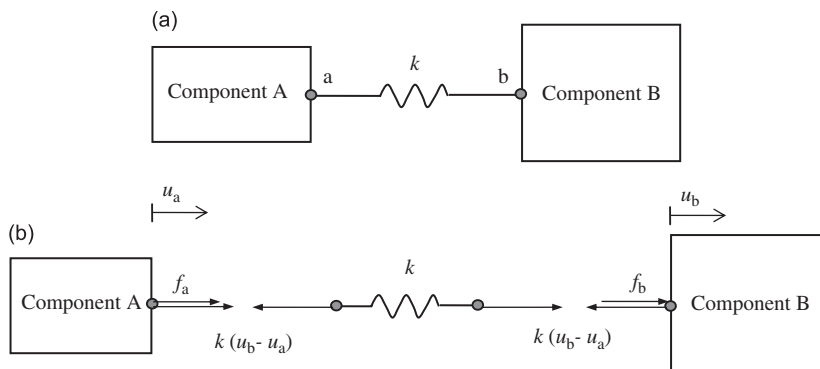 (a)
Component A
a
k
b
Component B
u_a
u_b
(b)
Component A
f_a
k
f_b
Component B
k (u_b- u_a)
k (u_b- u_a)